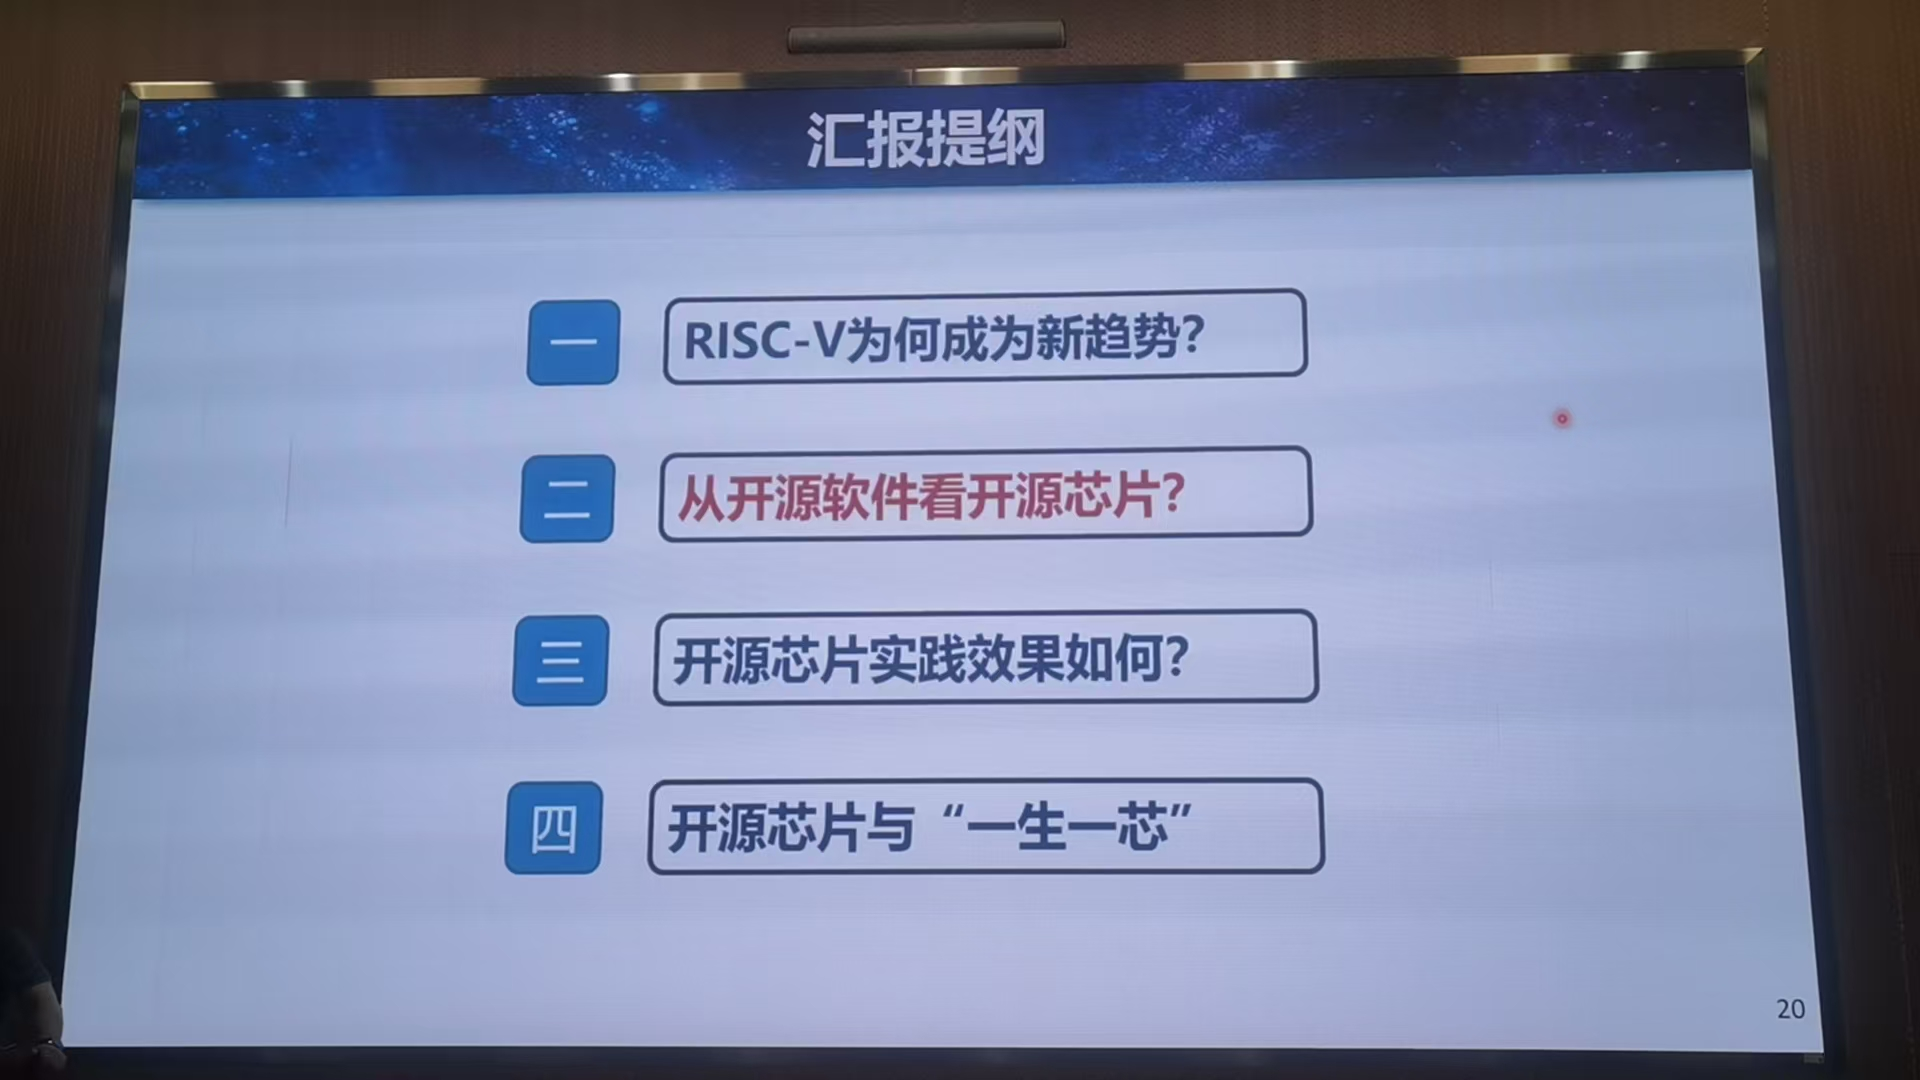 汇报提纲
一 RISC-V为何成为新趋势?
二 从开源软件看开源芯片?
三 开源芯片实践效果如何?
四 开源芯片与“一生一芯”
20